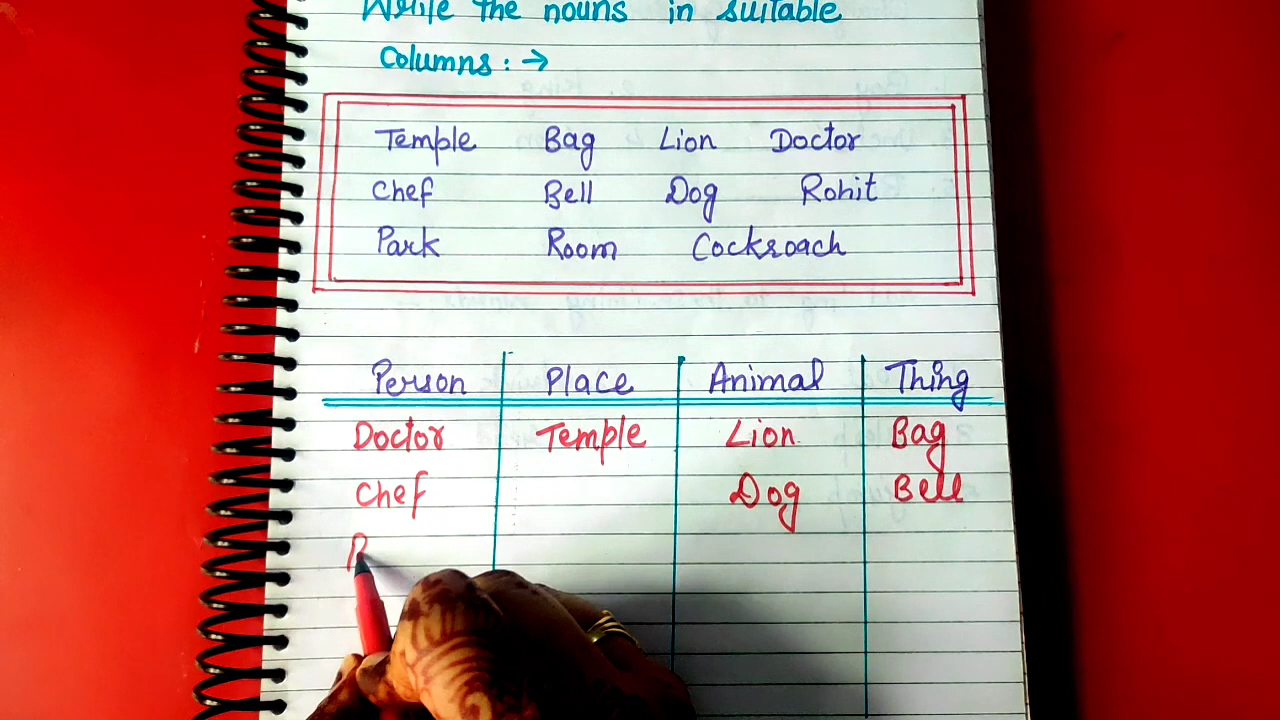 Write the nouns in suitable
Columns : →
Temple Bag Lion Doctor
Chef Bell Dog Rohit
Park Room Cockroach
Person Place Animal Thing
Doctor Temple Lion Bag
Chef Dog Bell
R